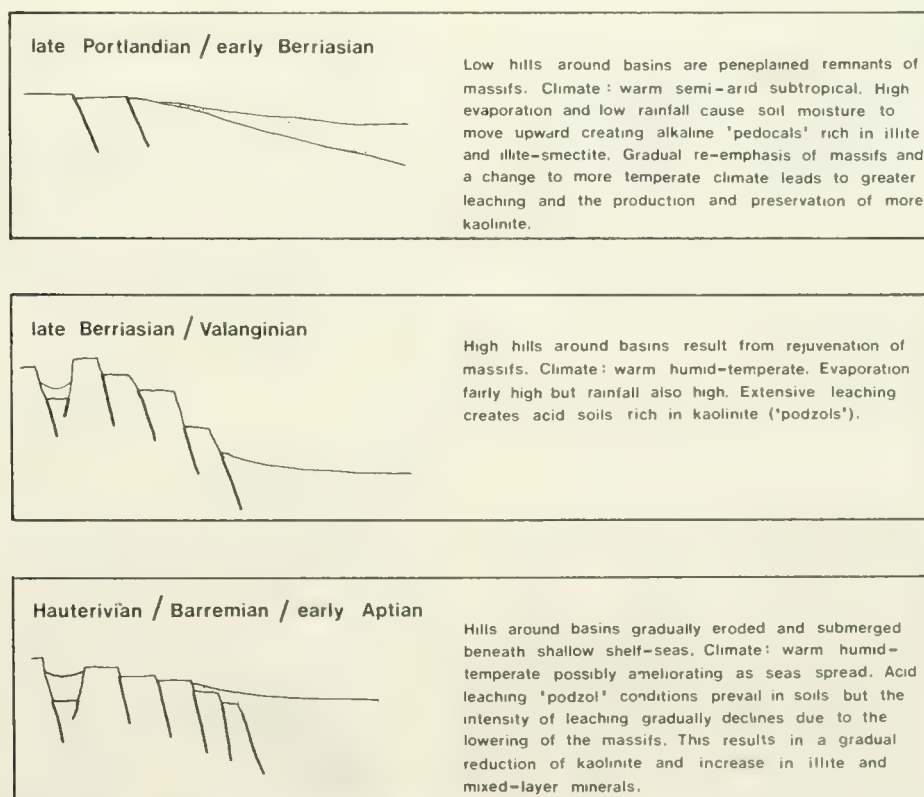 late Portlandian / early Berriasian
Low hills around basins are peneplained remnants of
massifs. Climate: warm semi-arid subtropical. High
evaporation and low rainfall cause soil moisture to
move upward creating alkaline 'pedocals' rich in illite
and illite-smectite. Gradual re-emphasis of massifs and
a change to more temperate climate leads to greater
leaching and the production and preservation of more
kaolinite.
late Berriasian / Valanginian
High hills around basins result from rejuvenation of
massifs. Climate: warm humid-temperate. Evaporation
fairly high but rainfall also high. Extensive leaching
creates acid soils rich in kaolinite ('podzols').
Hauterivian / Barremian / early Aptian
Hills around basins gradually eroded and submerged
beneath shallow shelf-seas. Climate: warm humid-
temperate possibly ameliorating as seas spread. Acid
leaching 'podzol' conditions prevail in soils but the
intensity of leaching gradually declines due to the
lowering of the massifs. This results in a gradual
reduction of kaolinite and increase in illite and
mixed-layer minerals.